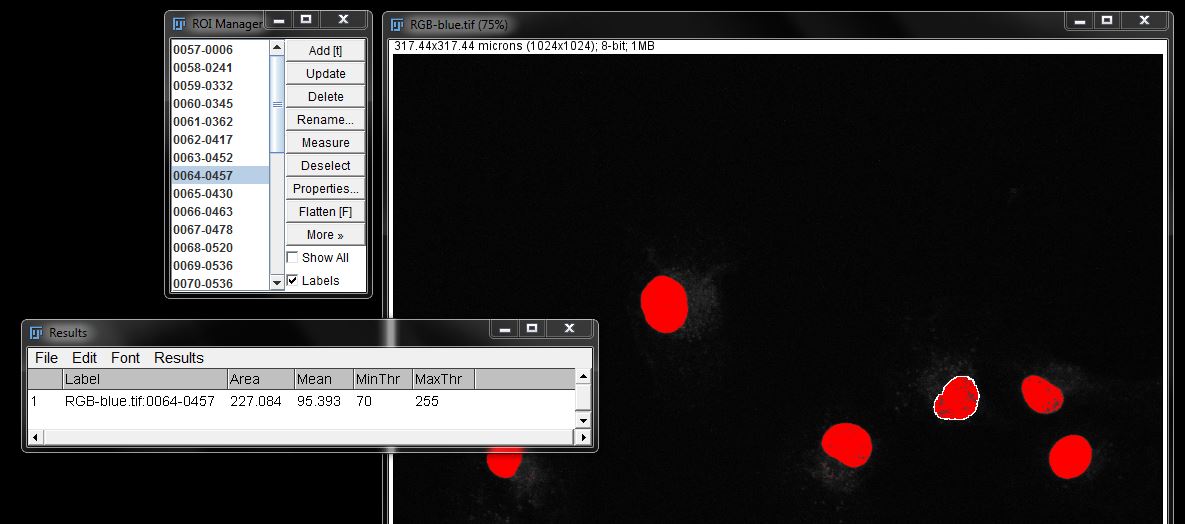 ROI Manager
0057-0006
0058-0241
0059-0332
0060-0345
0061-0362
0062-0417
0063-0452
0064-0457
0065-0430
0066-0463
0067-0478
0068-0520
0069-0536
0070-0536
Add [t]
Update
Delete
Rename...
Measure
Deselect
Properties...
Flatten [F]
More »
Show All
Labels
RGB-blue.tif (75%)
317.44x317.44 microns (1024x1024); 8-bit; 1MB
Results
File Edit Font Results
Label Area Mean MinThr MaxThr
1 RGB-blue.tif:0064-0457 227.084 95.393 70 255